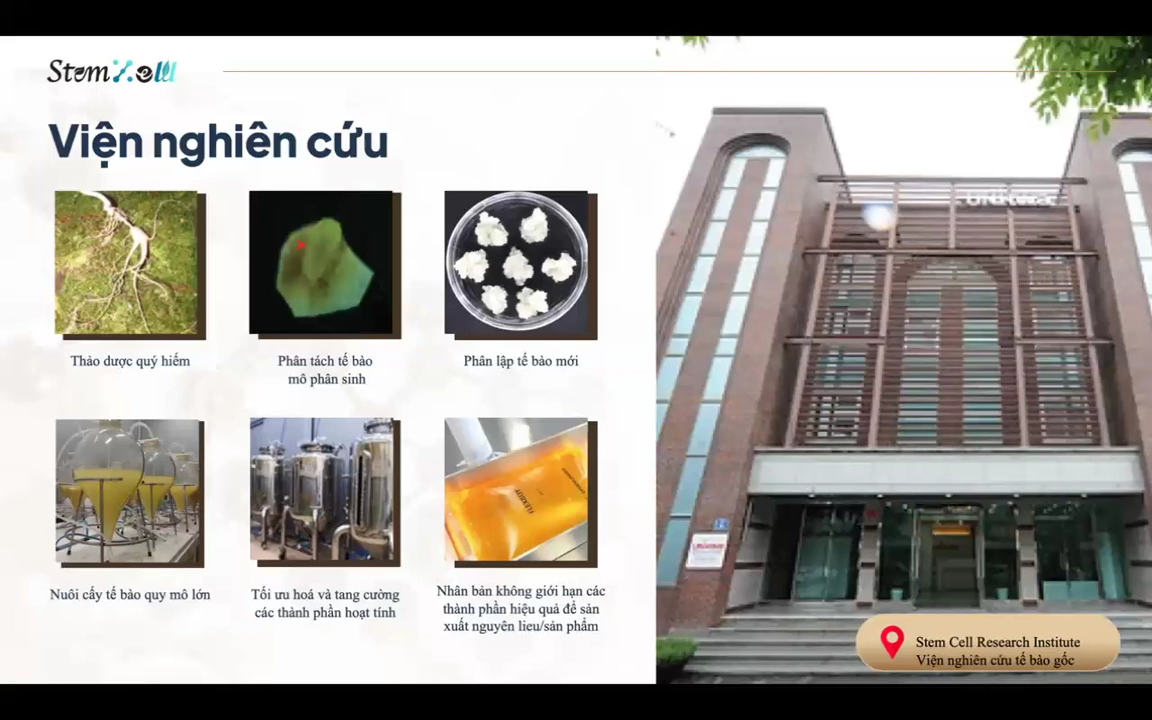 Stem Cell
Viện nghiên cứu
Thảo dược quý hiếm
Phân tách tế bào
mô phân sinh
Phân lập tế bào mới
Nuôi cấy tế bào quy mô lớn
Tối ưu hoá và tang cường
các thành phần hoạt tính
FLEXBOY
Nhân bản không giới hạn các
thành phần hiệu quả để sản
xuất nguyên lieu/sản phẩm
Stem Cell Research Institute
Viện nghiên cứu tế bào gốc